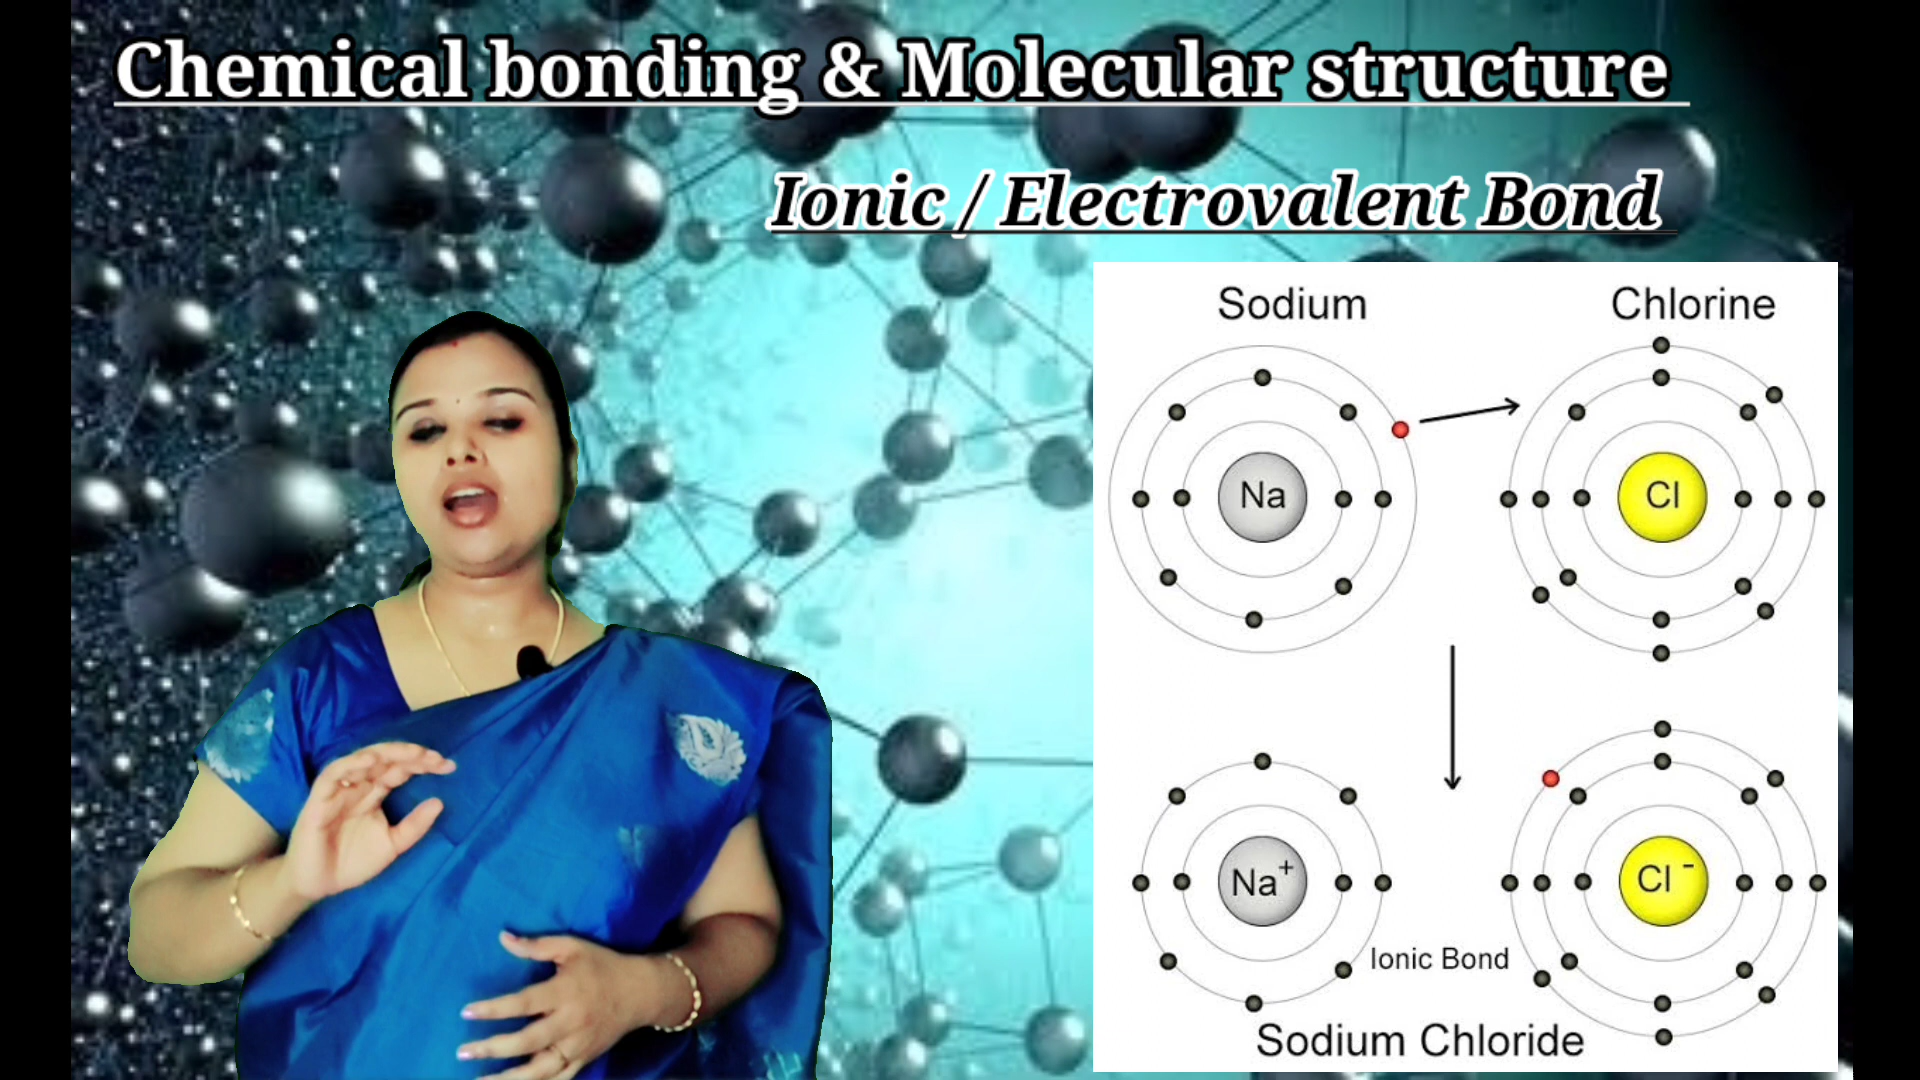 Chemical bonding & Molecular structure
Ionic / Electrovalent Bond
Sodium Chlorine
Na Cl
Na+ Cl -
Ionic Bond
Sodium Chloride